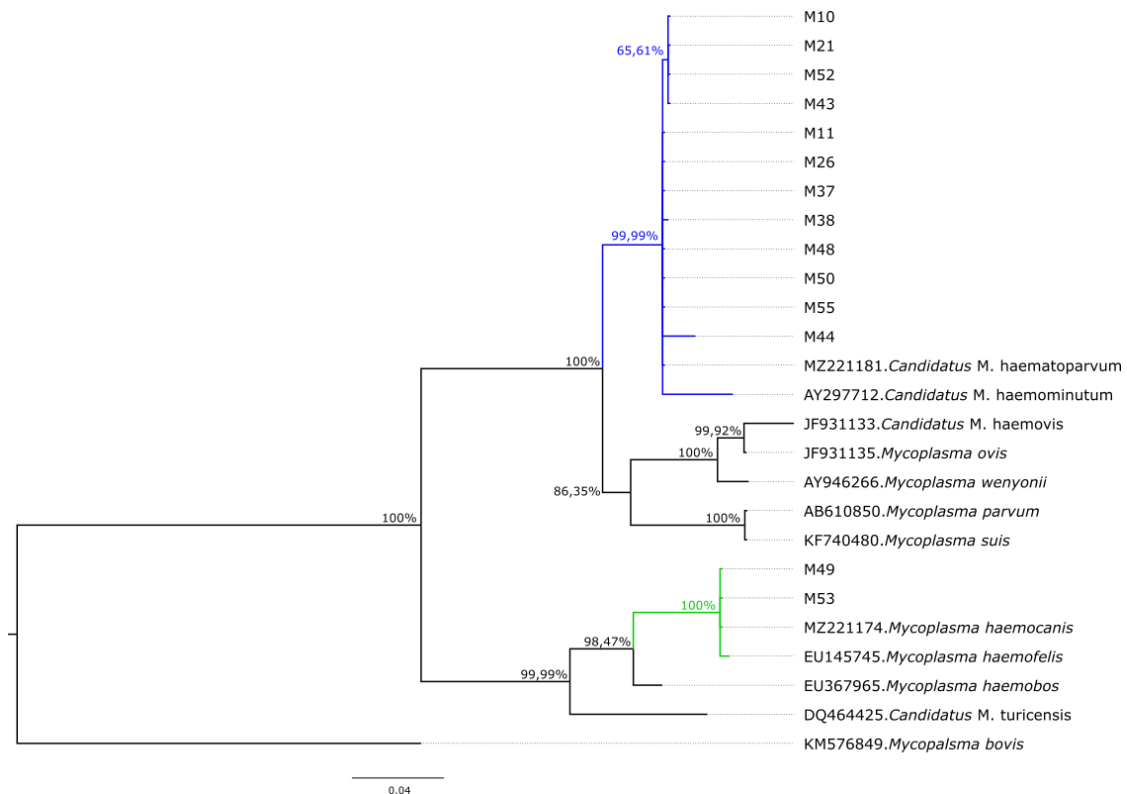 M10
M21
65,61%
M52
M43
M11
M26
M37
M38
99,99%
M48
M50
M55
M44
100%
MZ221181.Candidatus M. haematoparvum
AY297712.Candidatus M. haemominutum
JF931133.Candidatus M. haemovis
99,92%
JF931135.Mycoplasma ovis
100%
AY946266.Mycoplasma wenyonii
86,35%
AB610850.Mycoplasma parvum
100%
100%
KF740480.Mycoplasma suis
M49
M53
100%
MZ221174.Mycoplasma haemocanis
98,47%
EU145745.Mycoplasma haemofelis
99,99%
EU367965.Mycoplasma haemobos
DQ464425.Candidatus M. turicensis
KM576849.Mycopalsma bovis
0.04